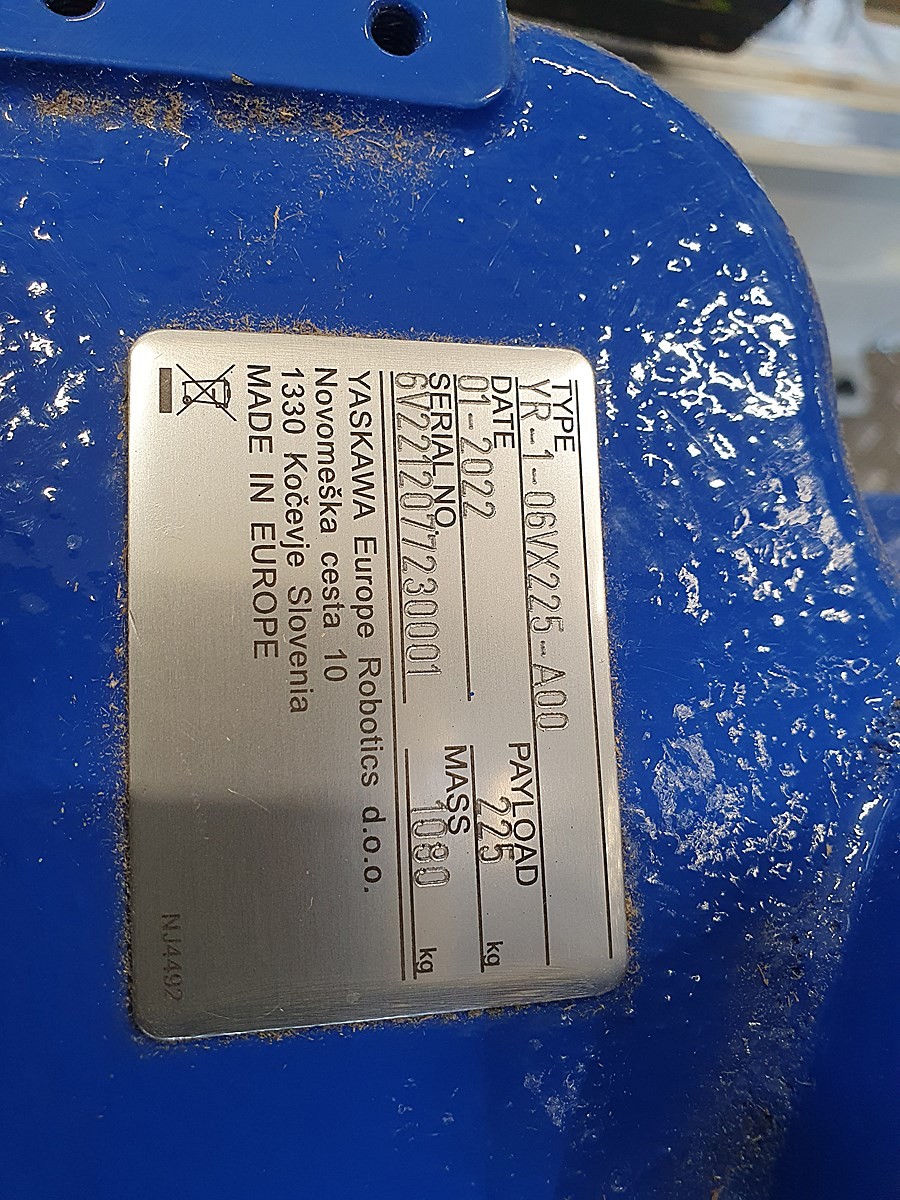 TYPE
YR-1-06VX225-A00
DATE
01-2022
PAYLOAD
225 kg
SERIAL NO.
6V221207730001
MASS
1080 kg
YASKAWA Europe Robotics d.o.o.
Novomeška cesta 10
1330 Kočevje Slovenia
MADE IN EUROPE
NJ4492